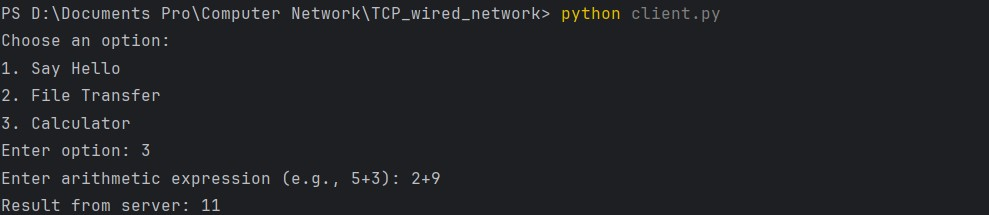 PS D:\Documents Pro\Computer Network\TCP_wired_network> python client.py
Choose an option:
1. Say Hello
2. File Transfer
3. Calculator
Enter option: 3
Enter arithmetic expression (e.g., 5+3): 2+9
Result from server: 11